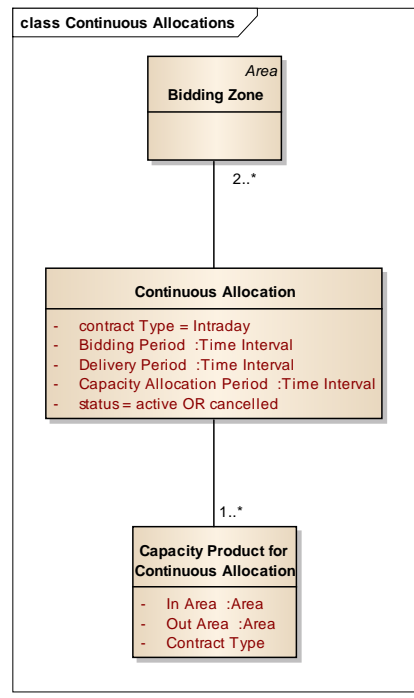 class Continuous Allocations
Area
Bidding Zone
2..*
Continuous Allocation
- contract Type = Intraday
- Bidding Period :Time Interval
- Delivery Period :Time Interval
- Capacity Allocation Period :Time Interval
- status = active OR cancelled
1..*
Capacity Product for
Continuous Allocation
- In Area :Area
- Out Area :Area
- Contract Type